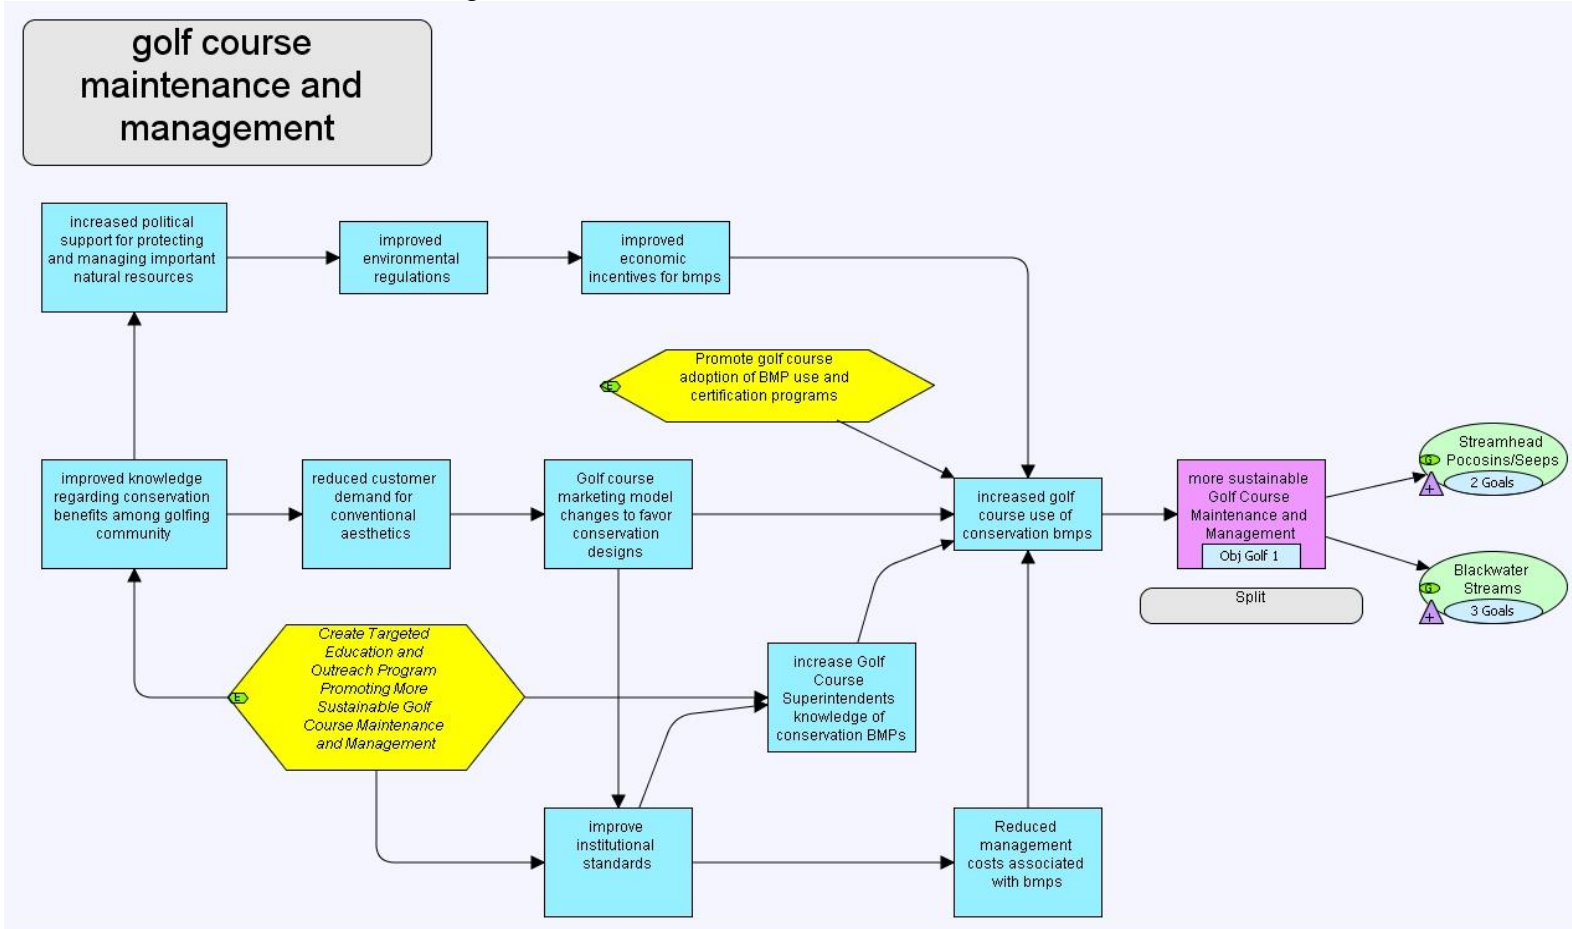 golf course
maintenance and
management
increased political
support for protecting
and managing important
natural resources
improved
environmental
regulations
improved
economic
incentives for bmps
Promote golf course
adoption of BMP use and
certification programs
E
improved knowledge
regarding conservation
benefits among golfing
community
reduced customer
demand for
conventional
aesthetics
Golf course
marketing model
changes to favor
conservation
designs
increased golf
course use of
conservation bmps
more sustainable
Golf Course
Maintenance and
Management
Obj Golf 1
Split
Streamhead
Pocosins/Seeps
G
2 Goals
+
Blackwater
Streams
G
3 Goals
+
Create Targeted
Education and
Outreach Program
Promoting More
Sustainable Golf
Course Maintenance
and Management
E
increase Golf
Course
Superintendents
knowledge of
conservation BMPs
improve
institutional
standards
Reduced
management
costs associated
with bmps